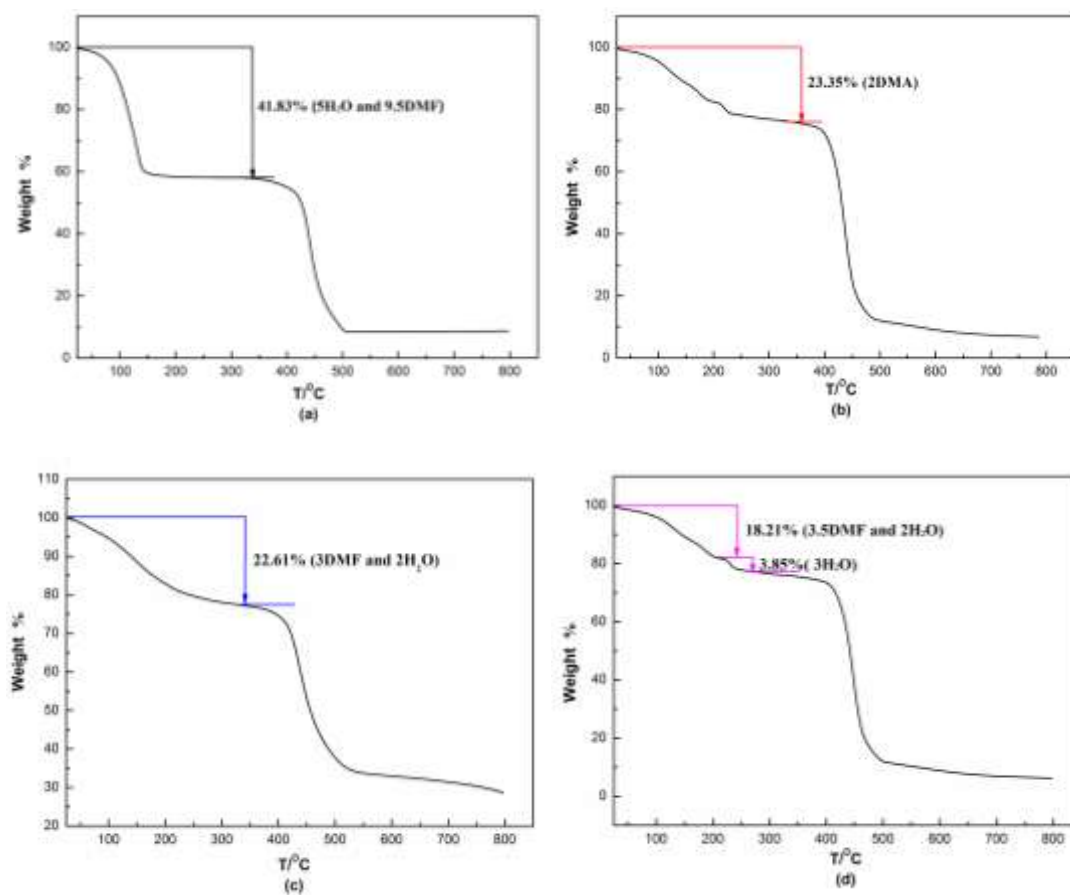 100
80
60
40
20
0
Weight %
41.83% (5H₂O and 9.5DMF)
100 200 300 400 500 600 700 800
T/°C
(a)
100
80
60
40
20
0
Weight %
23.35% (2DMA)
100 200 300 400 500 600 700 800
T/°C
(b)
110
100
90
80
70
60
50
40
30
20
Weight %
22.61% (3DMF and 2H₂O)
100 200 300 400 500 600 700 800
T/°C
(c)
100
80
60
40
20
0
Weight %
18.21% (3.5DMF and 2H₂O)
3.85%( 3H₂O)
100 200 300 400 500 600 700 800
T/°C
(d)